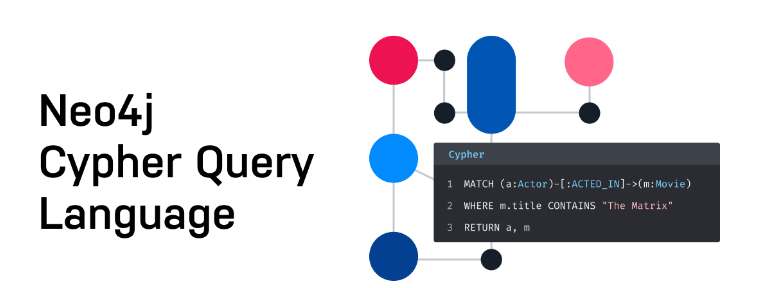 Neo4j
Cypher Query
Language
Cypher
1 MATCH (a:Actor)-[:ACTED_IN]->(m:Movie)
2 WHERE m.title CONTAINS "The Matrix"
3 RETURN a, m